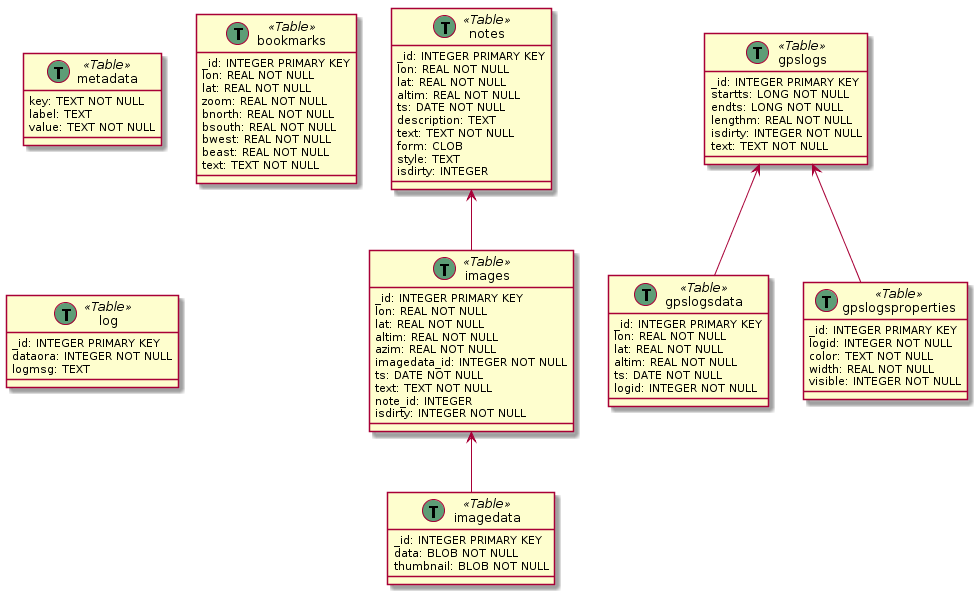 T
«Table»
metadata
key: TEXT NOT NULL
label: TEXT
value: TEXT NOT NULL
T
«Table»
bookmarks
_id: INTEGER PRIMARY KEY
lon: REAL NOT NULL
lat: REAL NOT NULL
zoom: REAL NOT NULL
bnorth: REAL NOT NULL
bsouth: REAL NOT NULL
bwest: REAL NOT NULL
beast: REAL NOT NULL
text: TEXT NOT NULL
T
«Table»
notes
_id: INTEGER PRIMARY KEY
lon: REAL NOT NULL
lat: REAL NOT NULL
altim: REAL NOT NULL
ts: DATE NOT NULL
description: TEXT
text: TEXT NOT NULL
form: CLOB
style: TEXT
isdirty: INTEGER
T
«Table»
gpslogs
_id: INTEGER PRIMARY KEY
startts: LONG NOT NULL
endts: LONG NOT NULL
lengthm: REAL NOT NULL
isdirty: INTEGER NOT NULL
text: TEXT NOT NULL
T
«Table»
log
_id: INTEGER PRIMARY KEY
dataora: INTEGER NOT NULL
logmsg: TEXT
T
«Table»
images
_id: INTEGER PRIMARY KEY
lon: REAL NOT NULL
lat: REAL NOT NULL
altim: REAL NOT NULL
azim: REAL NOT NULL
imagedata_id: INTEGER NOT NULL
ts: DATE NOT NULL
text: TEXT NOT NULL
note_id: INTEGER
isdirty: INTEGER NOT NULL
T
«Table»
gpslogsdata
_id: INTEGER PRIMARY KEY
lon: REAL NOT NULL
lat: REAL NOT NULL
altim: REAL NOT NULL
ts: DATE NOT NULL
logid: INTEGER NOT NULL
T
«Table»
gpslogsproperties
_id: INTEGER PRIMARY KEY
logid: INTEGER NOT NULL
color: TEXT NOT NULL
width: REAL NOT NULL
visible: INTEGER NOT NULL
T
«Table»
imagedata
_id: INTEGER PRIMARY KEY
data: BLOB NOT NULL
thumbnail: BLOB NOT NULL